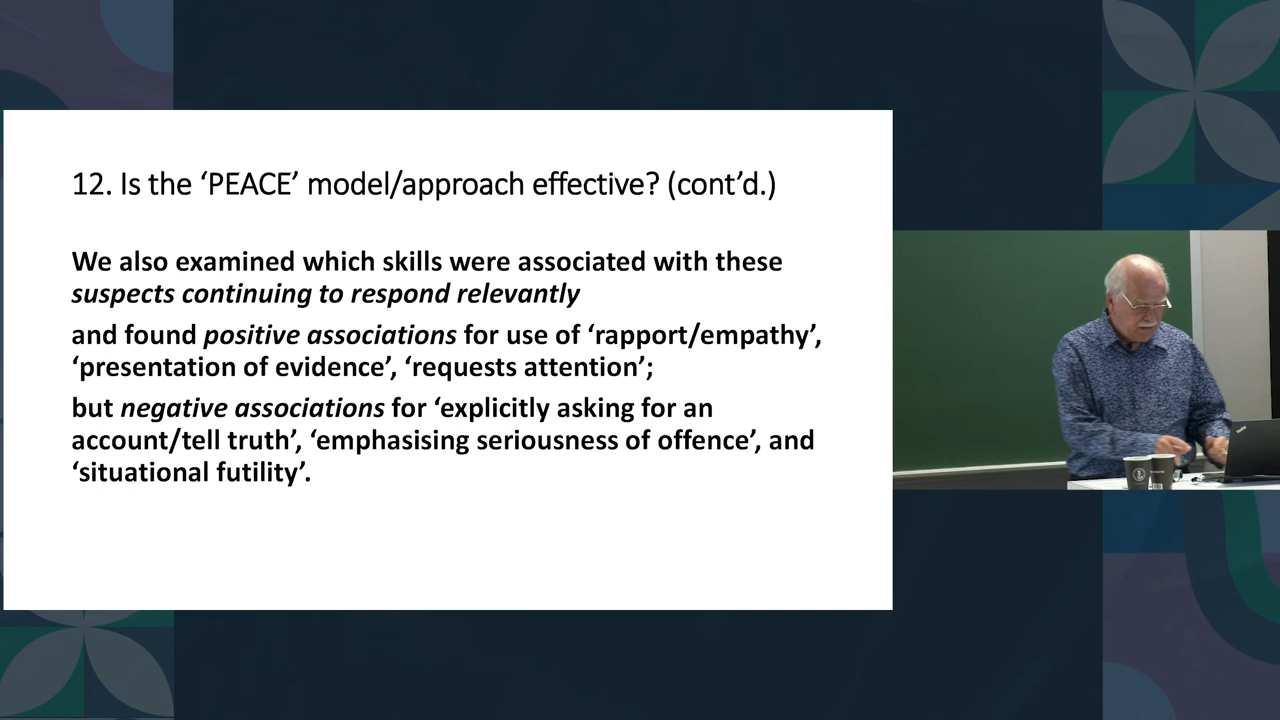 12. Is the ‘PEACE’ model/approach effective? (cont’d.)
We also examined which skills were associated with these
suspects continuing to respond relevantly
and found positive associations for use of ‘rapport/empathy’,
‘presentation of evidence’, ‘requests attention’;
but negative associations for ‘explicitly asking for an
account/tell truth’, ‘emphasising seriousness of offence’, and
‘situational futility’.